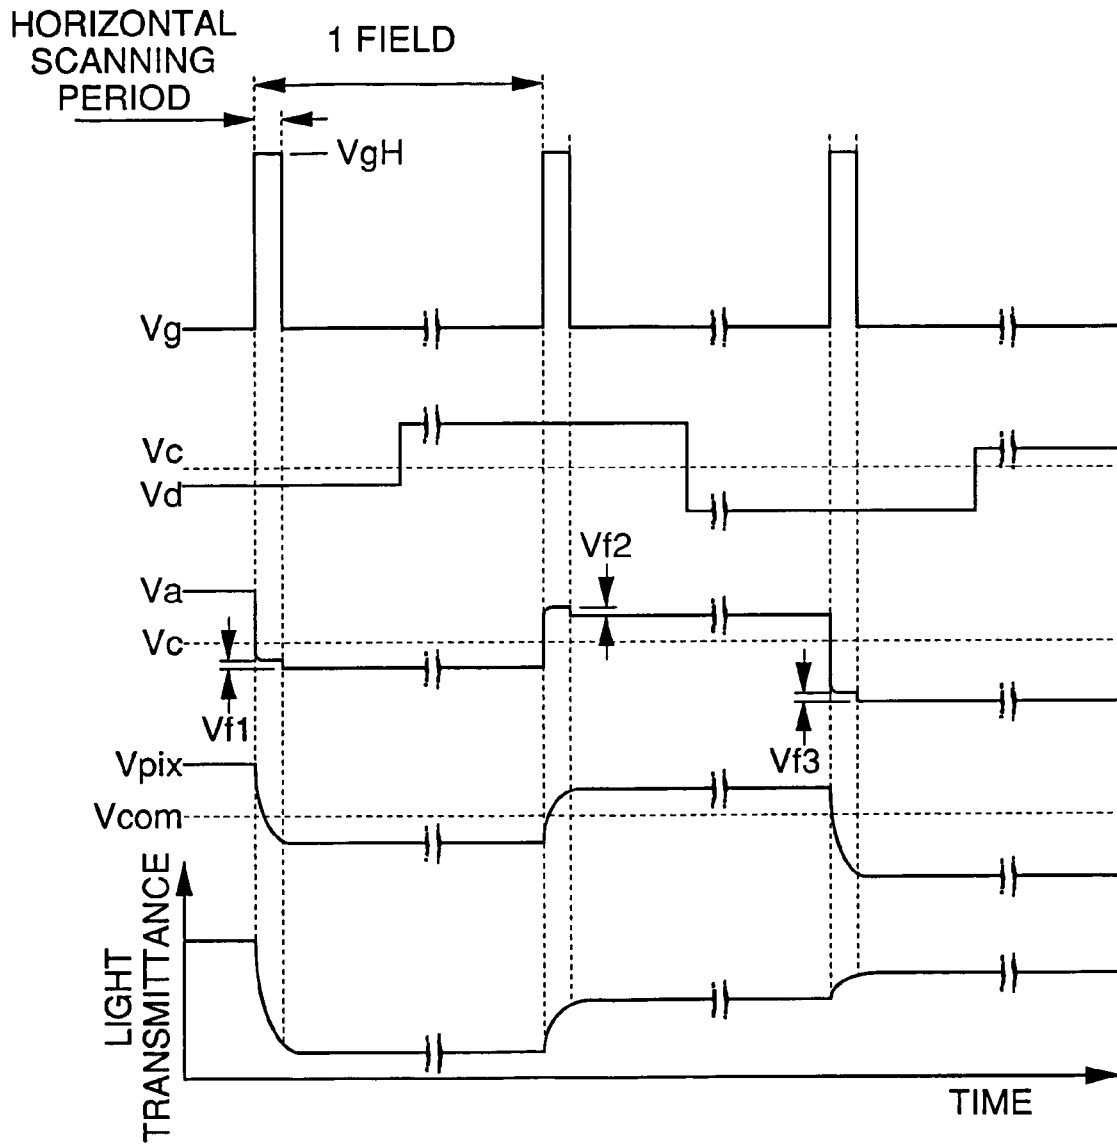 HORIZONTAL
SCANNING
PERIOD
1 FIELD
VgH
Vg
Vc
Vd
Vf2
Va
Vc
Vf1
Vf3
Vpix
Vcom
LIGHT
TRANSMITTANCE
TIME